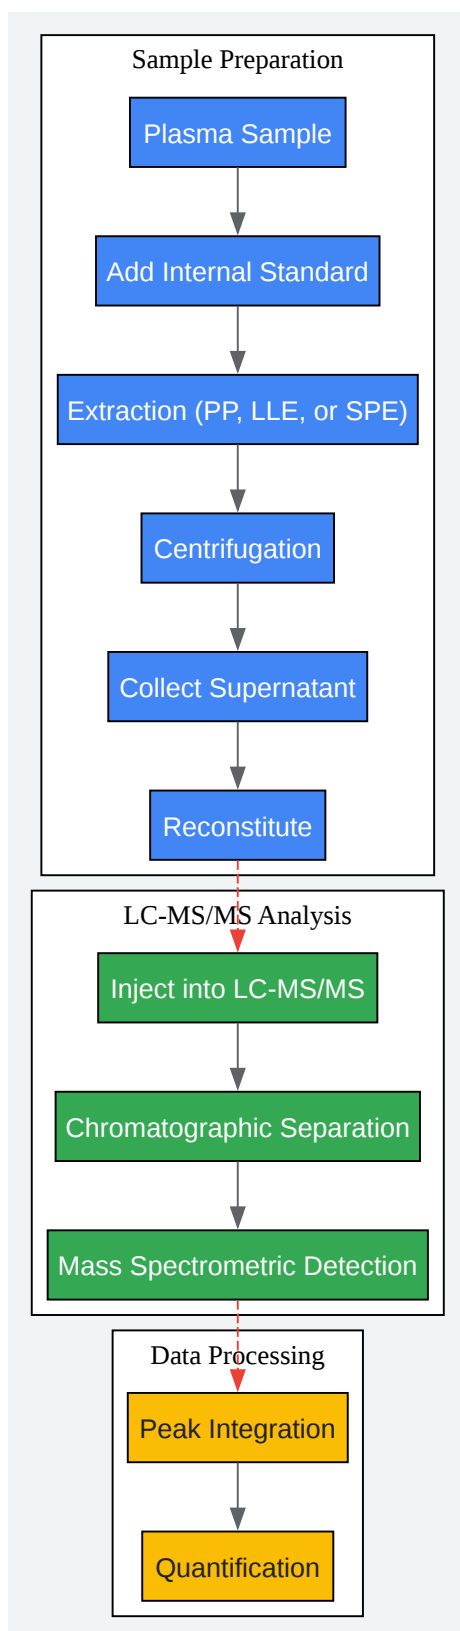 Sample Preparation
Plasma Sample
Add Internal Standard
Extraction (PP, LLE, or SPE)
Centrifugation
Collect Supernatant
Reconstitute
LC-MS/MS Analysis
Inject into LC-MS/MS
Chromatographic Separation
Mass Spectrometric Detection
Data Processing
Peak Integration
Quantification